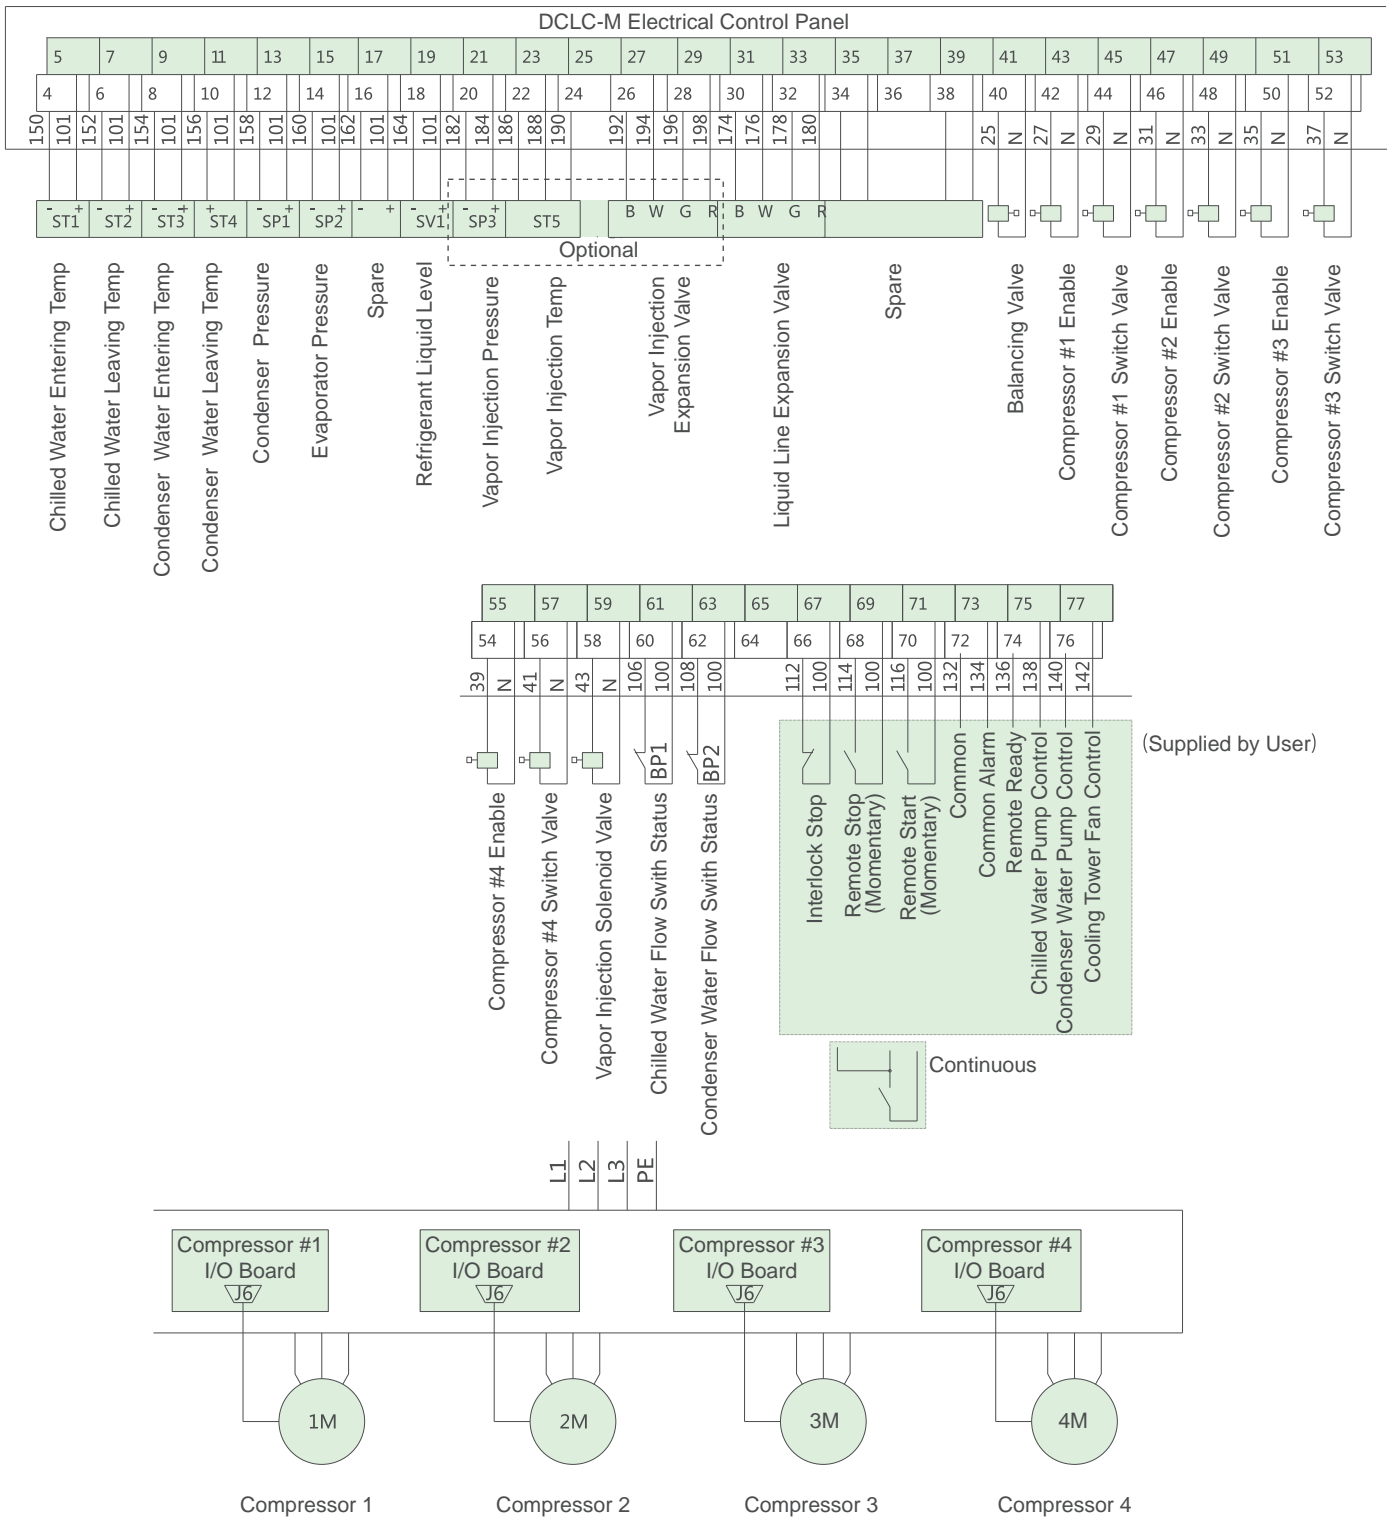 DCLC-M Electrical Control Panel
5 7 9 11 13 15 17 19 21 23 25 27 29 31 33 35 37 39 41 43 45 47 49 51 53
4 6 8 10 12 14 16 18 20 22 24 26 28 30 32 34 36 38 40 42 44 46 48 50 52
150 101 152 101 154 101 156 101 158 101 160 101 162 101 164 101 182 184 186 188 190 192 194 196 198 174 176 178 180 25 N 27 N 29 N 31 N 33 N 35 N 37 N
- + - + - + + - + - + - + - + B W G R B W G R
ST1 ST2 ST3 ST4 SP1 SP2 SV1 SP3 ST5
Optional
Chilled Water Entering Temp
Chilled Water Leaving Temp
Condenser Water Entering Temp
Condenser Water Leaving Temp
Condenser Pressure
Evaporator Pressure
Spare
Refrigerant Liquid Level
Vapor Injection Pressure
Vapor Injection Temp
Vapor Injection
Expansion Valve
Liquid Line Expansion Valve
Spare
Balancing Valve
Compressor #1 Enable
Compressor #1 Switch Valve
Compressor #2 Enable
Compressor #2 Switch Valve
Compressor #3 Enable
Compressor #3 Switch Valve
55 57 59 61 63 65 67 69 71 73 75 77
54 56 58 60 62 64 66 68 70 72 74 76
39 N 41 N 43 N 106 100 108 100 112 100 114 100 116 100 132 134 136 138 140 142
BP1 BP2
(Supplied by User)
Compressor #4 Enable
Compressor #4 Switch Valve
Vapor Injection Solenoid Valve
Chilled Water Flow Swith Status
Condenser Water Flow Swith Status
Interlock Stop
Remote Stop
(Momentary)
Remote Start
(Momentary)
Common
Common Alarm
Remote Ready
Chilled Water Pump Control
Condenser Water Pump Control
Cooling Tower Fan Control
Continuous
L1 L2 L3 PE
Compressor #1
I/O Board
J6
Compressor #2
I/O Board
J6
Compressor #3
I/O Board
J6
Compressor #4
I/O Board
J6
1M 2M 3M 4M
Compressor 1 Compressor 2 Compressor 3 Compressor 4